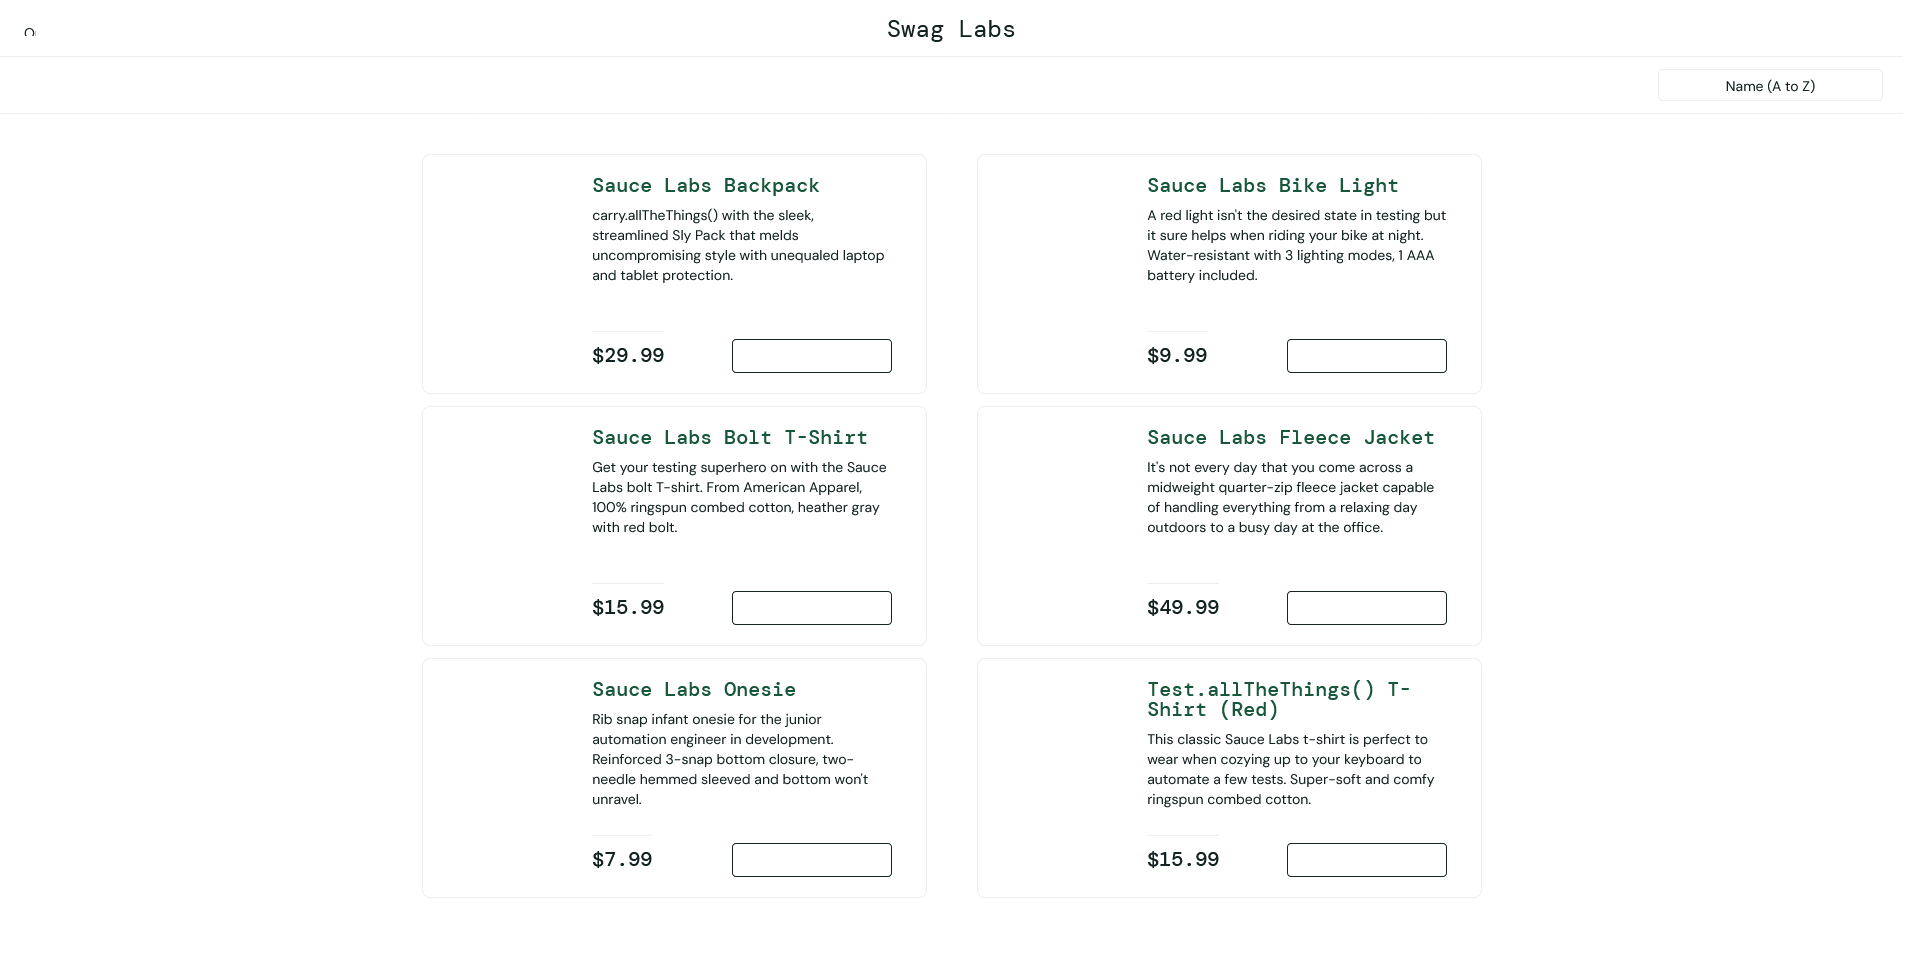 Swag Labs
Name (A to Z)
Sauce Labs Backpack
carry.allTheThings() with the sleek,
streamlined Sly Pack that melds
uncompromising style with unequaled laptop
and tablet protection.
$29.99
Sauce Labs Bike Light
A red light isn't the desired state in testing but
it sure helps when riding your bike at night.
Water-resistant with 3 lighting modes, 1 AAA
battery included.
$9.99
Sauce Labs Bolt T-Shirt
Get your testing superhero on with the Sauce
Labs bolt T-shirt. From American Apparel,
100% ringspun combed cotton, heather gray
with red bolt.
$15.99
Sauce Labs Fleece Jacket
It's not every day that you come across a
midweight quarter-zip fleece jacket capable
of handling everything from a relaxing day
outdoors to a busy day at the office.
$49.99
Sauce Labs Onesie
Rib snap infant onesie for the junior
automation engineer in development.
Reinforced 3-snap bottom closure, two-
needle hemmed sleeved and bottom won't
unravel.
$7.99
Test.allTheThings() T-
Shirt (Red)
This classic Sauce Labs t-shirt is perfect to
wear when cozying up to your keyboard to
automate a few tests. Super-soft and comfy
ringspun combed cotton.
$15.99